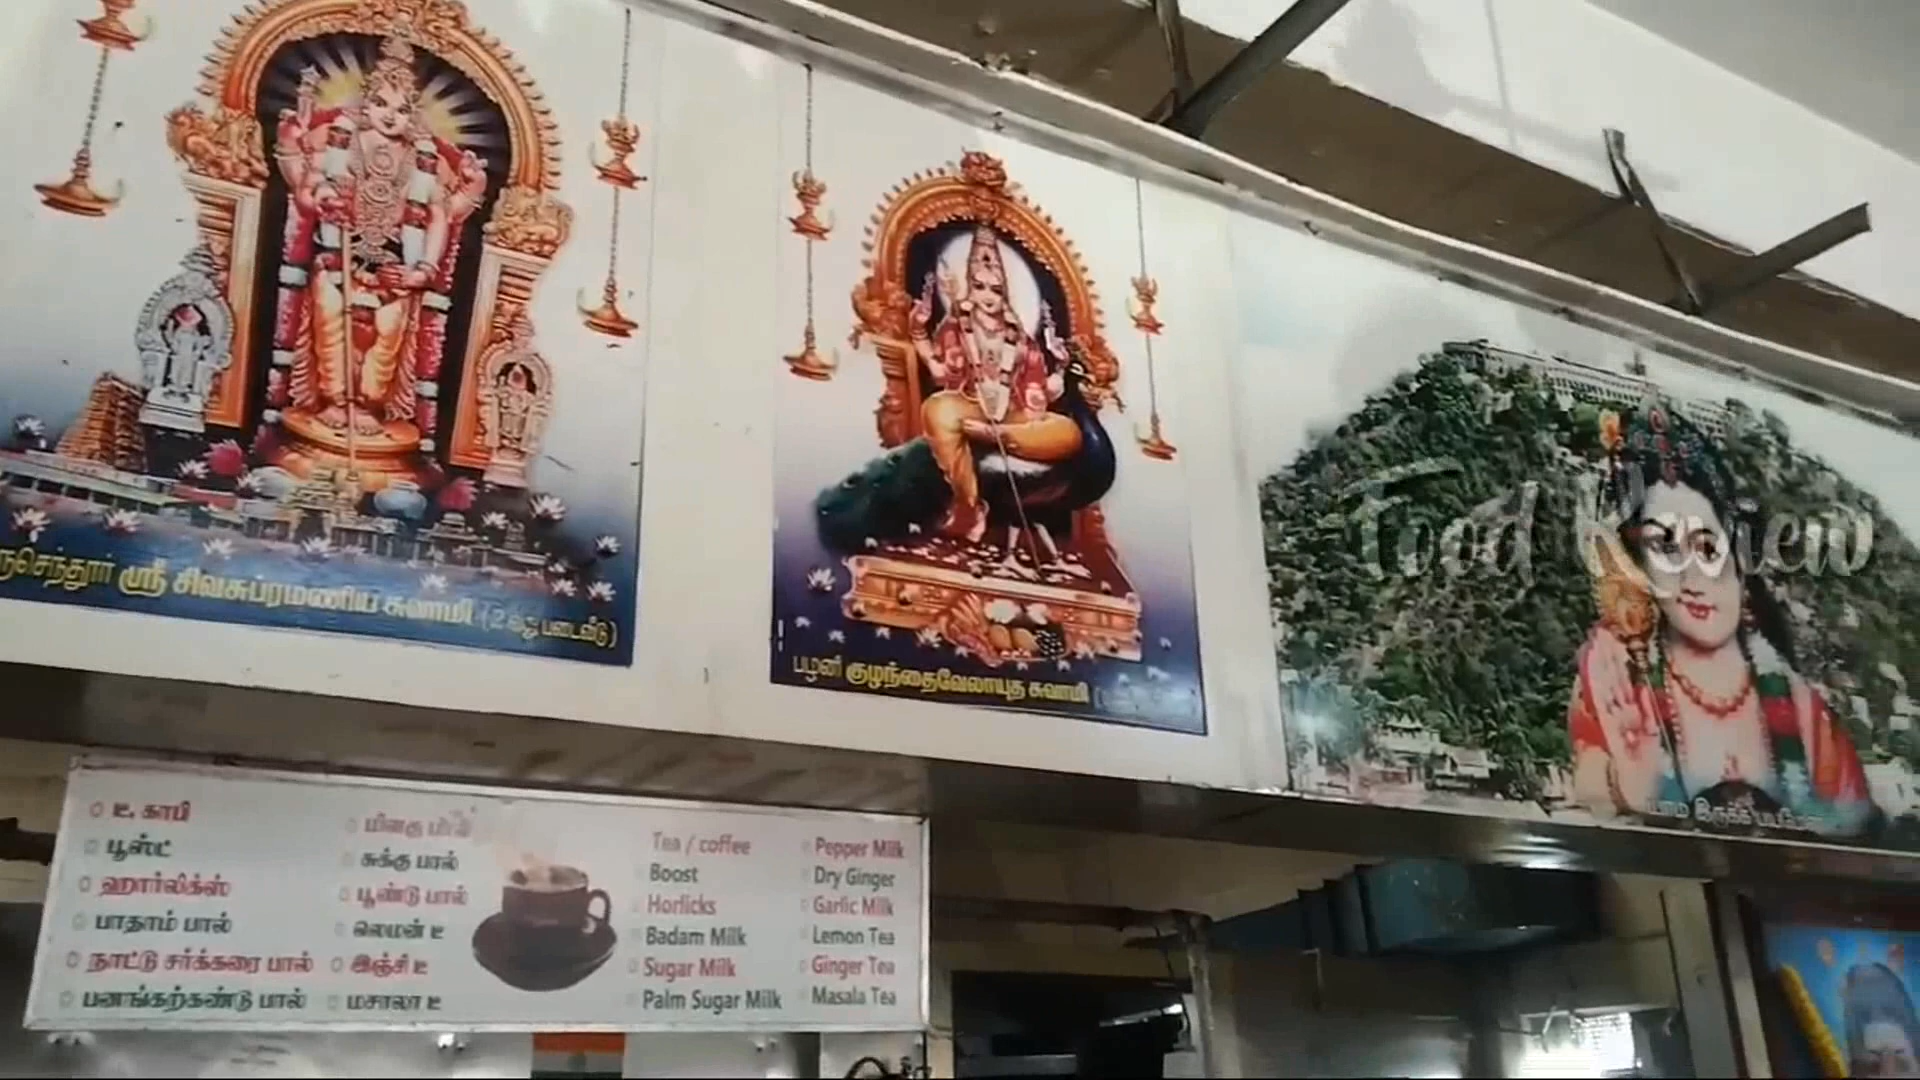 ருசெந்தூர் ஸ்ரீ சிவசுப்ரமணிய சுவாமி (2வது படைவீடு)
பழனி குழந்தைவேலாயுத சுவாமி
Food Review
டீ. காபி
பூஸ்ட்
ஹார்லிக்ஸ்
பாதாம் பால்
நாட்டு சர்க்கரை பால்
பனங்கற்கண்டு பால்
மிளகு பால்
சுக்கு பால்
பூண்டு பால்
லெமன் டீ
இஞ்சி டீ
மசாலா டீ
Tea / coffee
Boost
Horlicks
Badam Milk
Sugar Milk
Palm Sugar Milk
Pepper Milk
Dry Ginger
Garlic Milk
Lemon Tea
Ginger Tea
Masala Tea